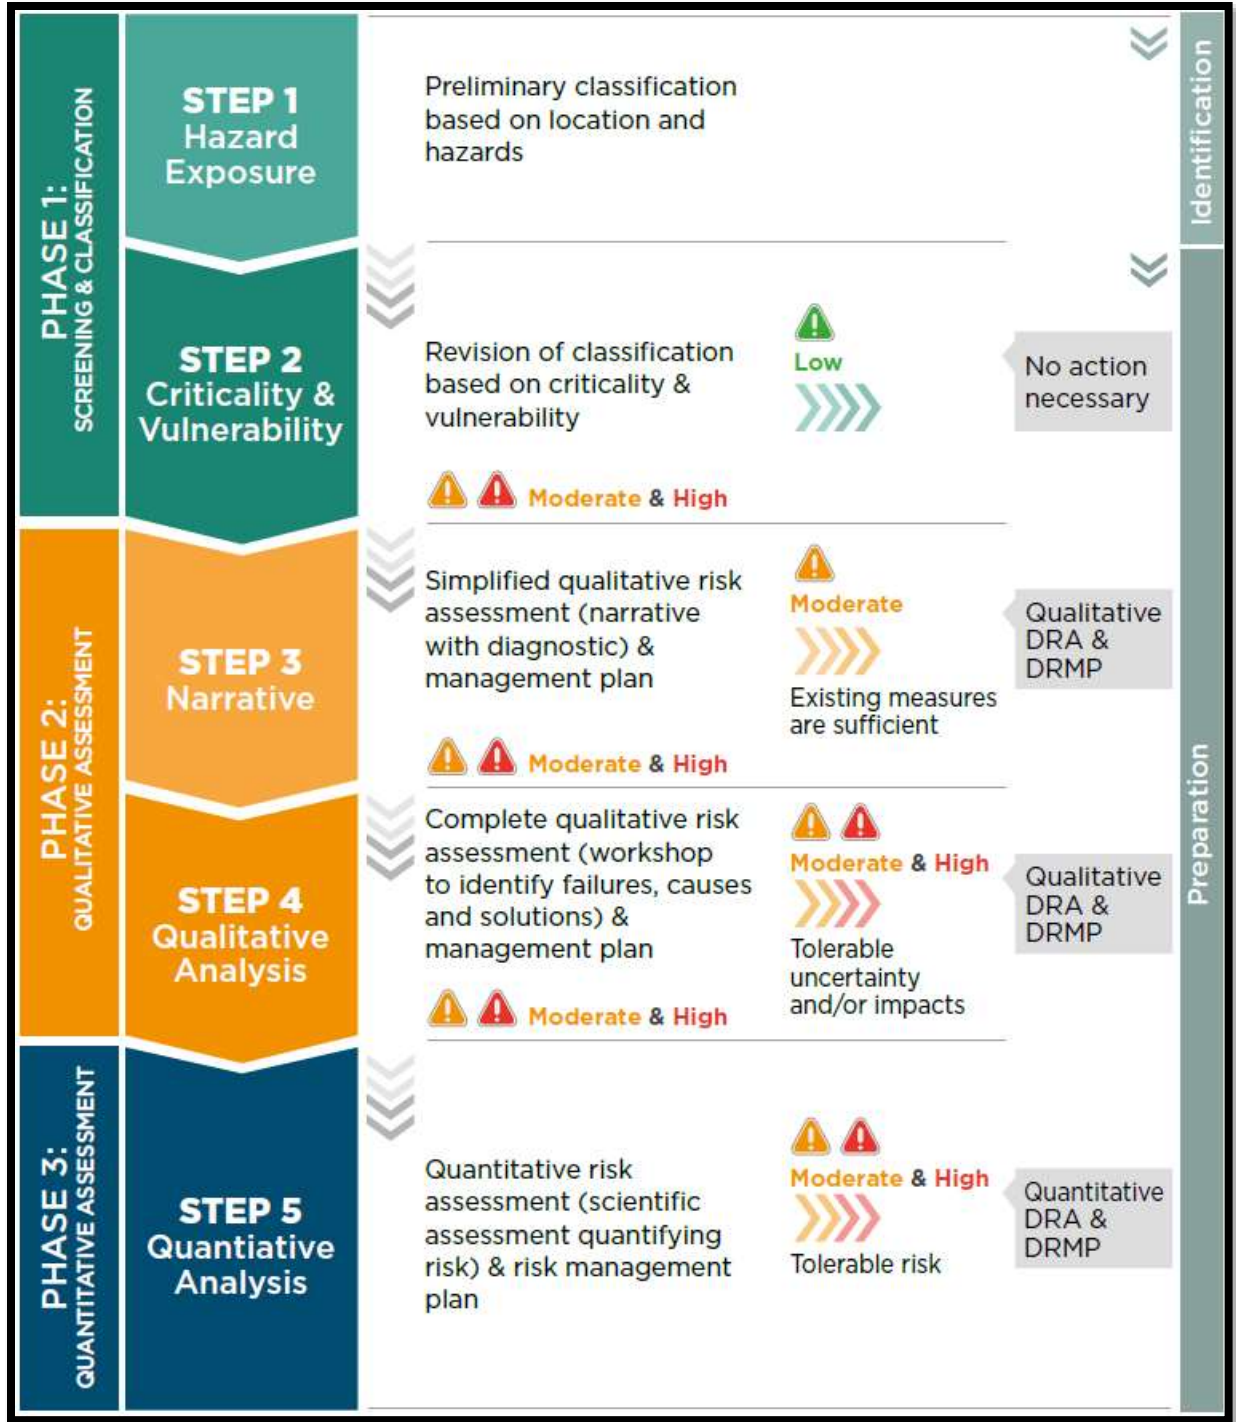 PHASE 1:
SCREENING & CLASSIFICATION
STEP 1
Hazard
Exposure
Preliminary classification
based on location and
hazards
Identification
STEP 2
Criticality &
Vulnerability
Revision of classification
based on criticality &
vulnerability
Low
No action
necessary
Moderate & High
PHASE 2:
QUALITATIVE ASSESSMENT
STEP 3
Narrative
Simplified qualitative risk
assessment (narrative
with diagnostic) &
management plan
Moderate
Existing measures
are sufficient
Qualitative
DRA &
DRMP
Moderate & High
Preparation
STEP 4
Qualitative
Analysis
Complete qualitative risk
assessment (workshop
to identify failures, causes
and solutions) &
management plan
Moderate & High
Tolerable
uncertainty
and/or impacts
Qualitative
DRA &
DRMP
Moderate & High
PHASE 3:
QUANTITATIVE ASSESSMENT
STEP 5
Quantiative
Analysis
Quantitative risk
assessment (scientific
assessment quantifying
risk) & risk management
plan
Moderate & High
Tolerable risk
Quantitative
DRA &
DRMP